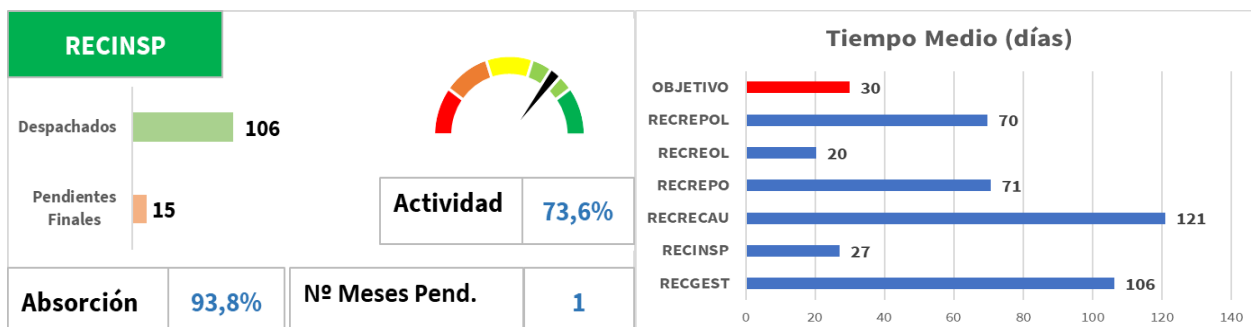 RECINSP
Despachados 106
Pendientes
Finales
15
Actividad 73,6%
Absorción 93,8%
Nº Meses Pend. 1
Tiempo Medio (días)
OBJETIVO 30
RECREPOL 70
RECREOL 20
RECREPO 71
RECRECAU 121
RECINSP 27
RECGEST 106
0 20 40 60 80 100 120 140